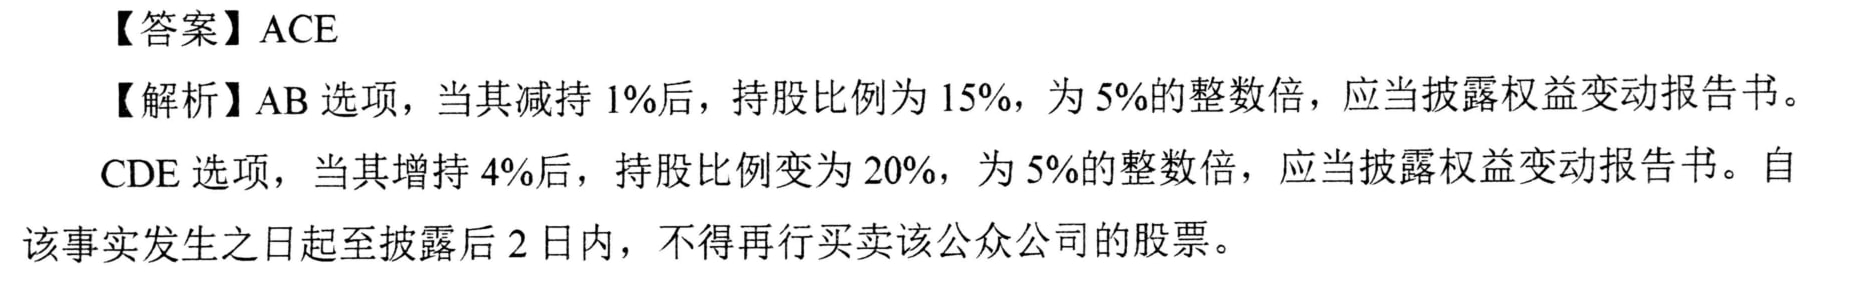 【答案】ACE
【解析】AB 选项，当其减持 1%后，持股比例为 15%，为 5%的整数倍，应当披露权益变动报告书。
CDE 选项，当其增持 4%后，持股比例变为 20%，为 5%的整数倍，应当披露权益变动报告书。自
该事实发生之日起至披露后 2 日内，不得再行买卖该公众公司的股票。